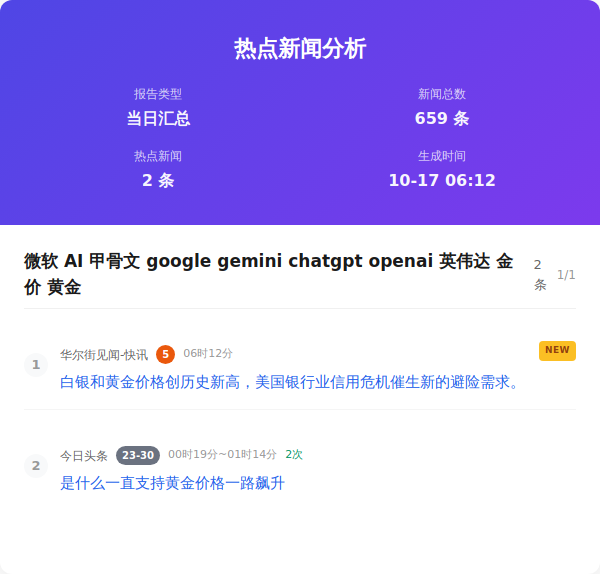 热点新闻分析
报告类型
新闻总数
当日汇总
659 条
热点新闻
生成时间
2 条
10-17 06:12
微软 AI 甲骨文 google gemini chatgpt openai 英伟达 金价 黄金
2条
1/1
1
华尔街见闻-快讯 5 06时12分
NEW
白银和黄金价格创历史新高，美国银行业信用危机催生新的避险需求。
2
今日头条 23-30 00时19分~01时14分 2次
是什么一直支持黄金价格一路飙升